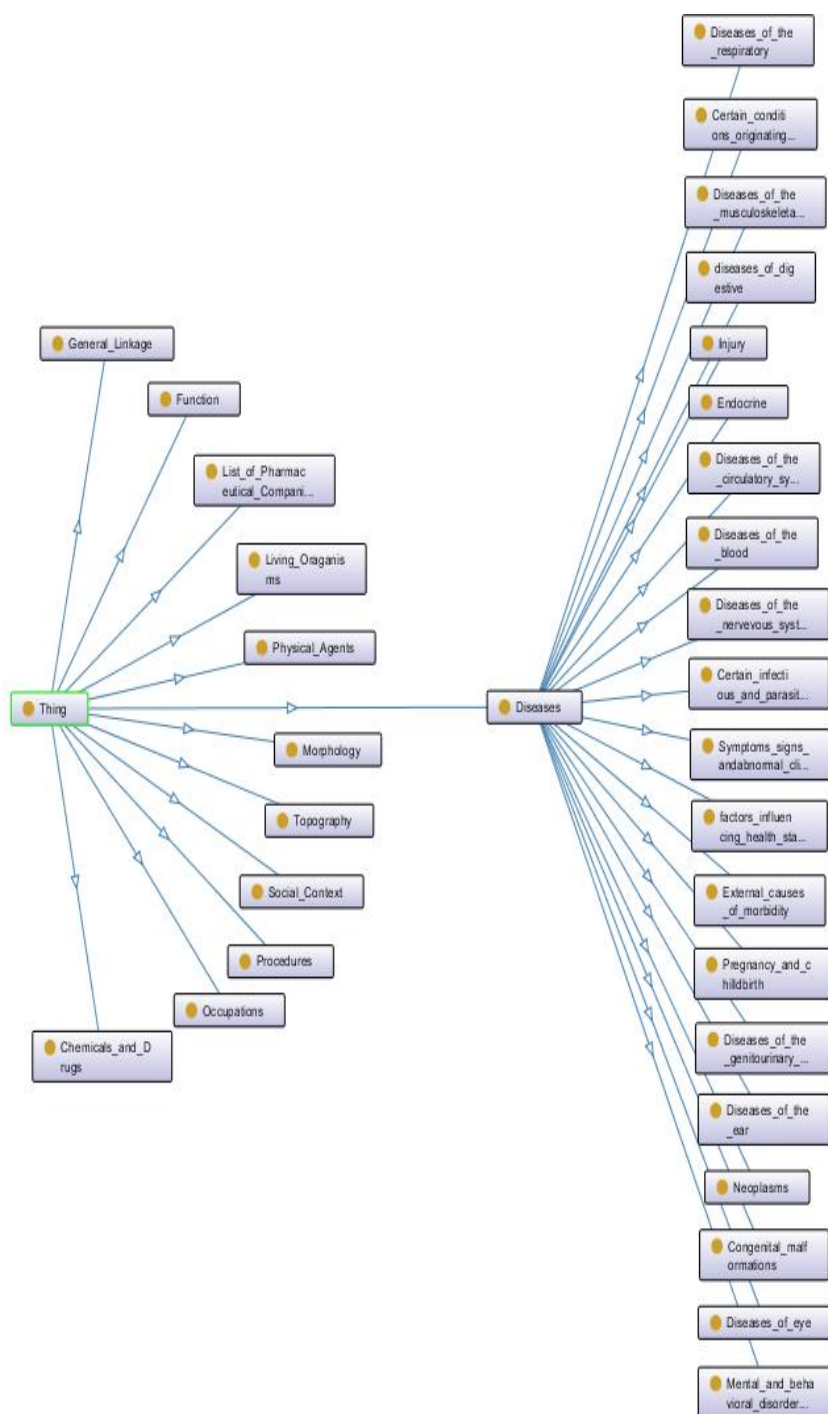 General_Linkage
Function
List_of_Pharmac
eutical_Compani...
Living_Oraganis
ms
Physical_Agents
Thing
Morphology
Topography
Social_Context
Procedures
Occupations
Chemicals_and_D
rugs
Diseases
Diseases_of_the
_respiratory
Certain_conditi
ons_originating...
Diseases_of_the
_musculoskeleta...
diseases_of_dig
estive
Injury
Endocrine
Diseases_of_the
_circulatory_sy...
Diseases_of_the
_blood
Diseases_of_the
_nervevous_syst...
Certain_infecti
ous_and_parasit...
Symptoms_signs_
andabnormal_cli...
factors_influen
cing_health_sta...
External_causes
_of_morbidity
Pregnancy_and_c
hildbirth
Diseases_of_the
_genitourinary_...
Diseases_of_the
_ear
Neoplasms
Congenital_malf
ormations
Diseases_of_eye
Mental_and_beha
vioral_disorder...